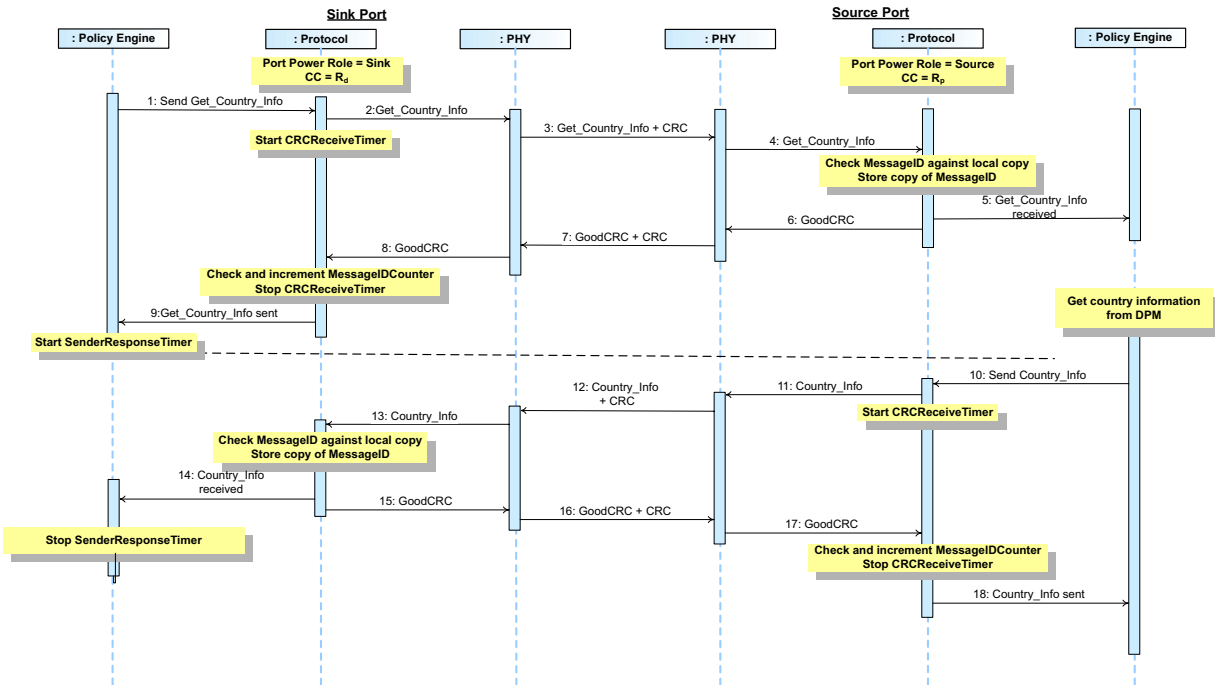 Sink Port
Source Port
: Policy Engine
: Protocol
: PHY
: PHY
: Protocol
: Policy Engine
Port Power Role = Sink
CC = Rd
Port Power Role = Source
CC = Rp
1: Send Get_Country_Info
2:Get_Country_Info
Start CRCReceiveTimer
3: Get_Country_Info + CRC
4: Get_Country_Info
Check MessageID against local copy
Store copy of MessageID
5: Get_Country_Info
received
6: GoodCRC
7: GoodCRC + CRC
8: GoodCRC
Check and increment MessageIDCounter
Stop CRCReceiveTimer
9:Get_Country_Info sent
Start SenderResponseTimer
Get country information
from DPM
10: Send Country_Info
11: Country_Info
Start CRCReceiveTimer
12: Country_Info
+ CRC
13: Country_Info
Check MessageID against local copy
Store copy of MessageID
14: Country_Info
received
15: GoodCRC
16: GoodCRC + CRC
17: GoodCRC
Stop SenderResponseTimer
Check and increment MessageIDCounter
Stop CRCReceiveTimer
18: Country_Info sent